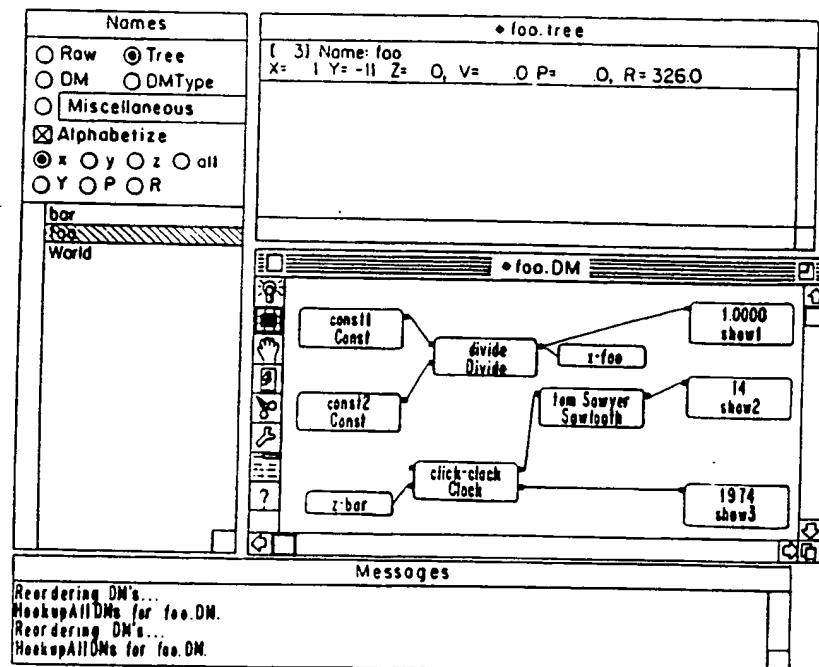 Names
Raw Tree
DM DMType
Miscellaneous
Alphabetize
x y z all
Y P R
bar
foo
World
foo.tree
[ 3] Name: foo
X= 1 Y= -11 Z= 0, V= .0 P= .0, R= 326.0
foo.DM
const1
Const
divide
Divide
x-foo
1.0000
show1
const2
Const
tom Sawyer
Sawtooth
14
show2
click-clack
Clock
z-bar
1974
show3
?
Messages
Reordering DM's...
HookupAllDMs for foo.DM.
Reordering DM's...
HookupAllDMs for foo.DM.